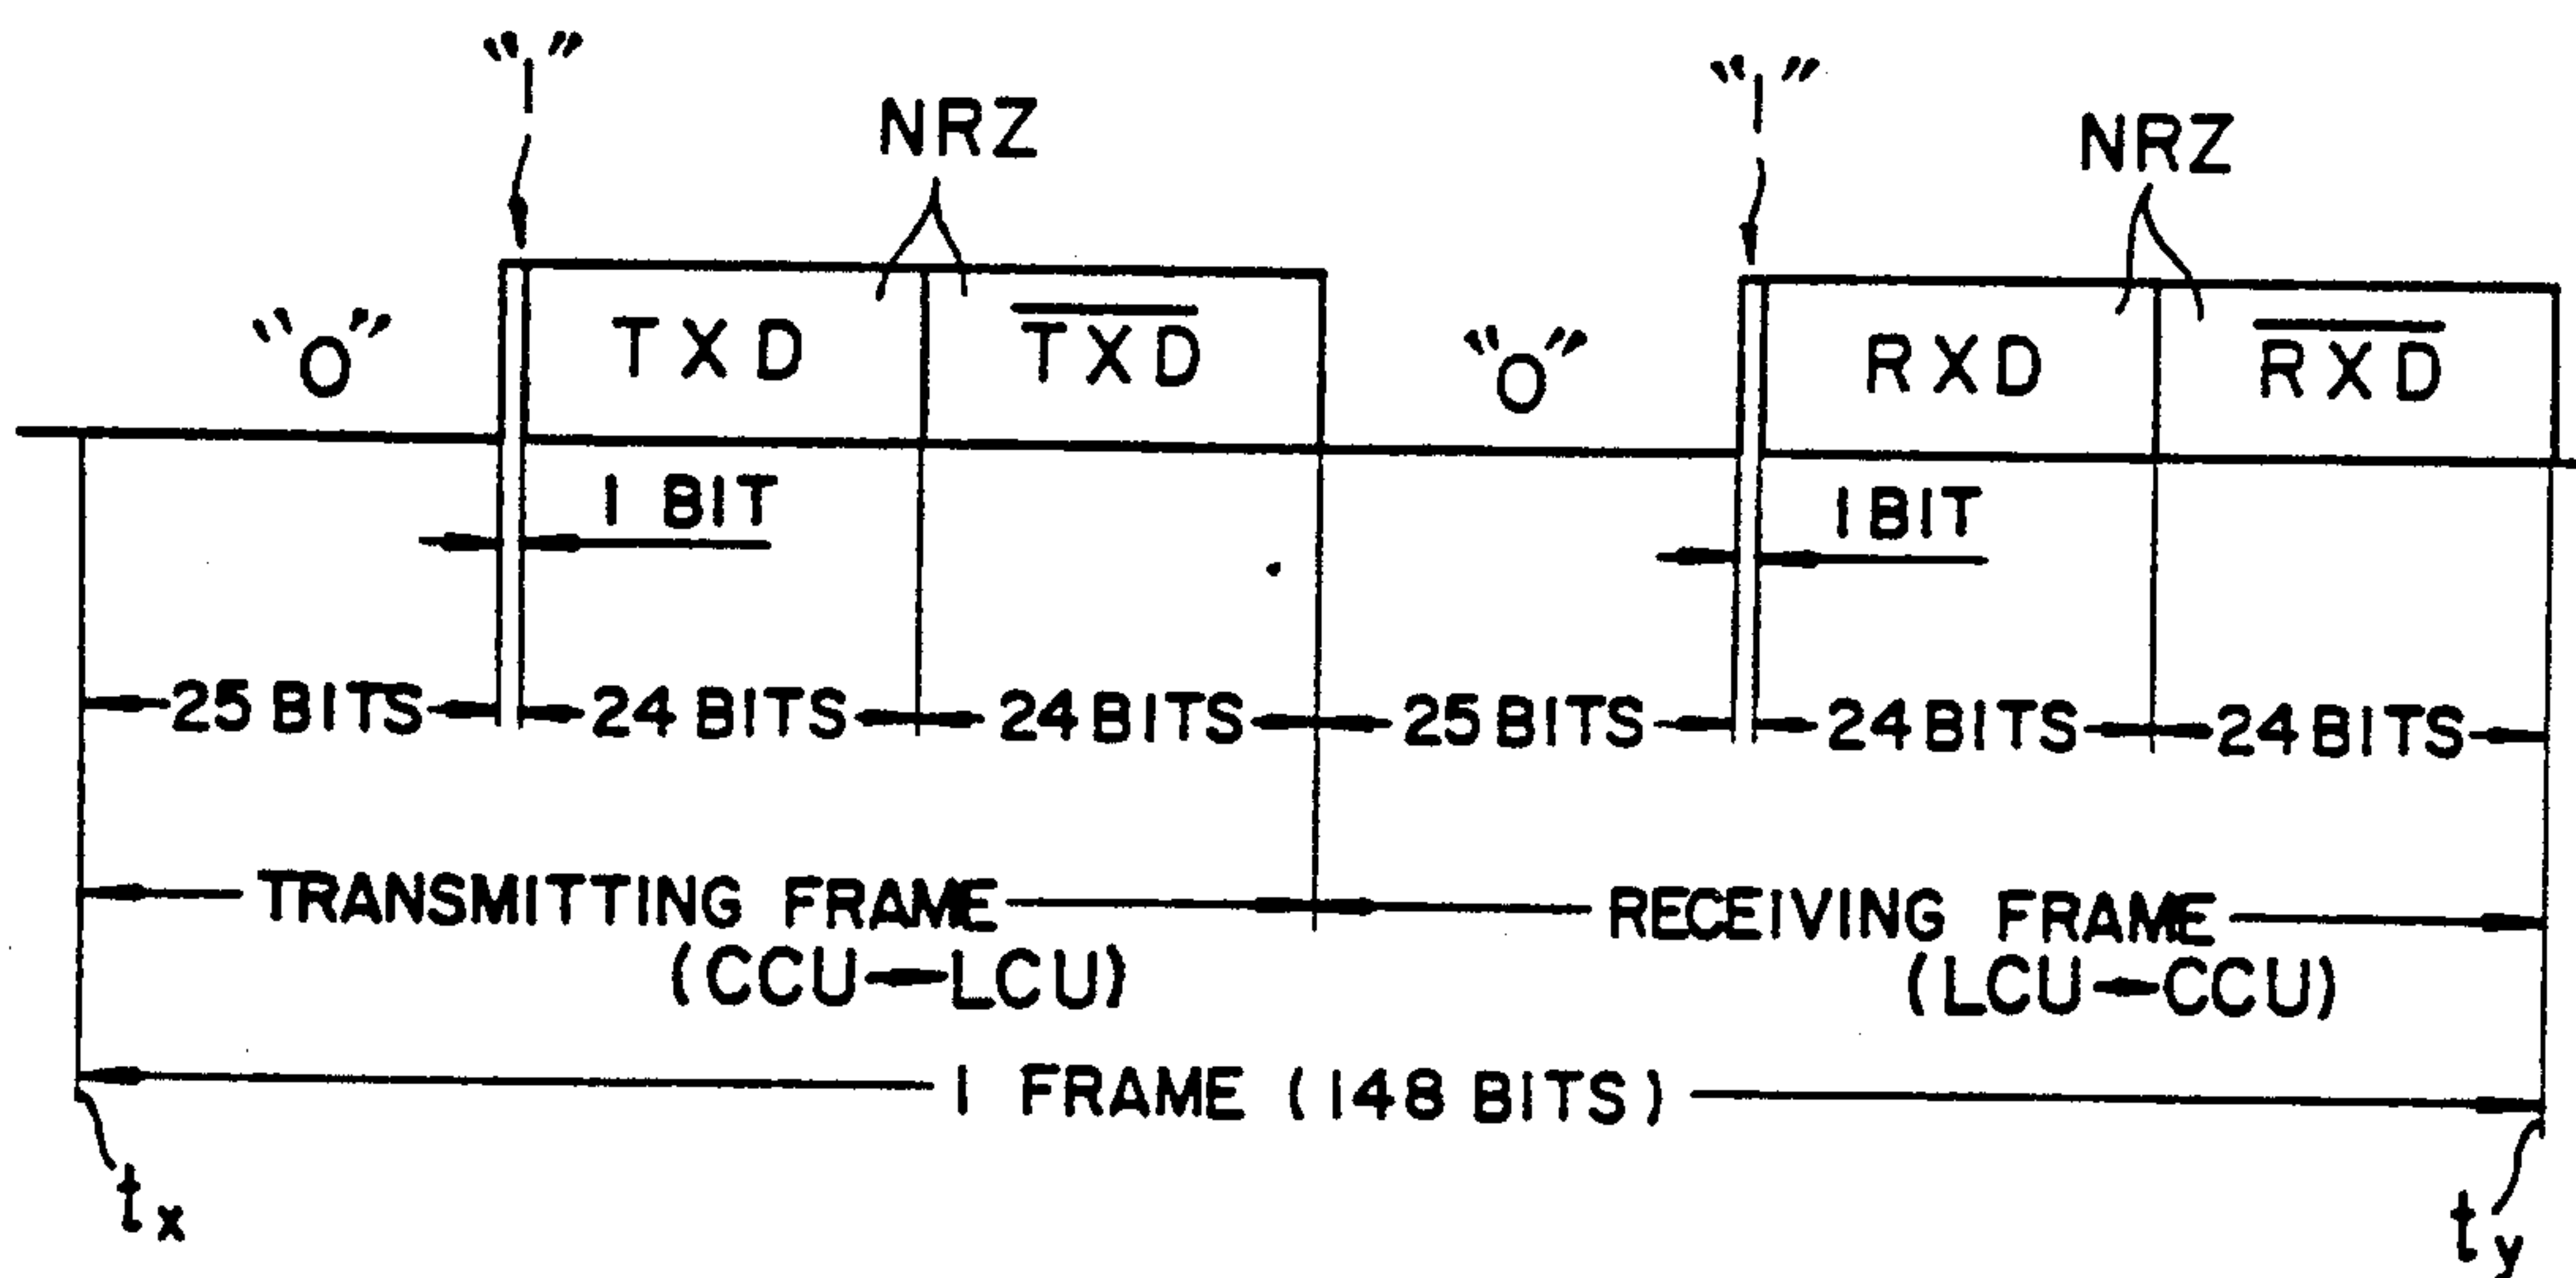 "1" "1"
NRZ NRZ
"0" TXD T̅X̅D̅ "0" RXD R̅X̅D̅
1 BIT 1 BIT
25 BITS 24 BITS 24 BITS 25 BITS 24 BITS 24 BITS
TRANSMITTING FRAME RECEIVING FRAME
(CCU←LCU) (LCU←CCU)
1 FRAME (148 BITS)
tx ty